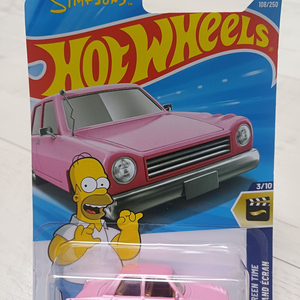 SIMPSONS
108/250
HOT WHEELS
3/10
SCREEN TIME
GRAND ÉCRAN